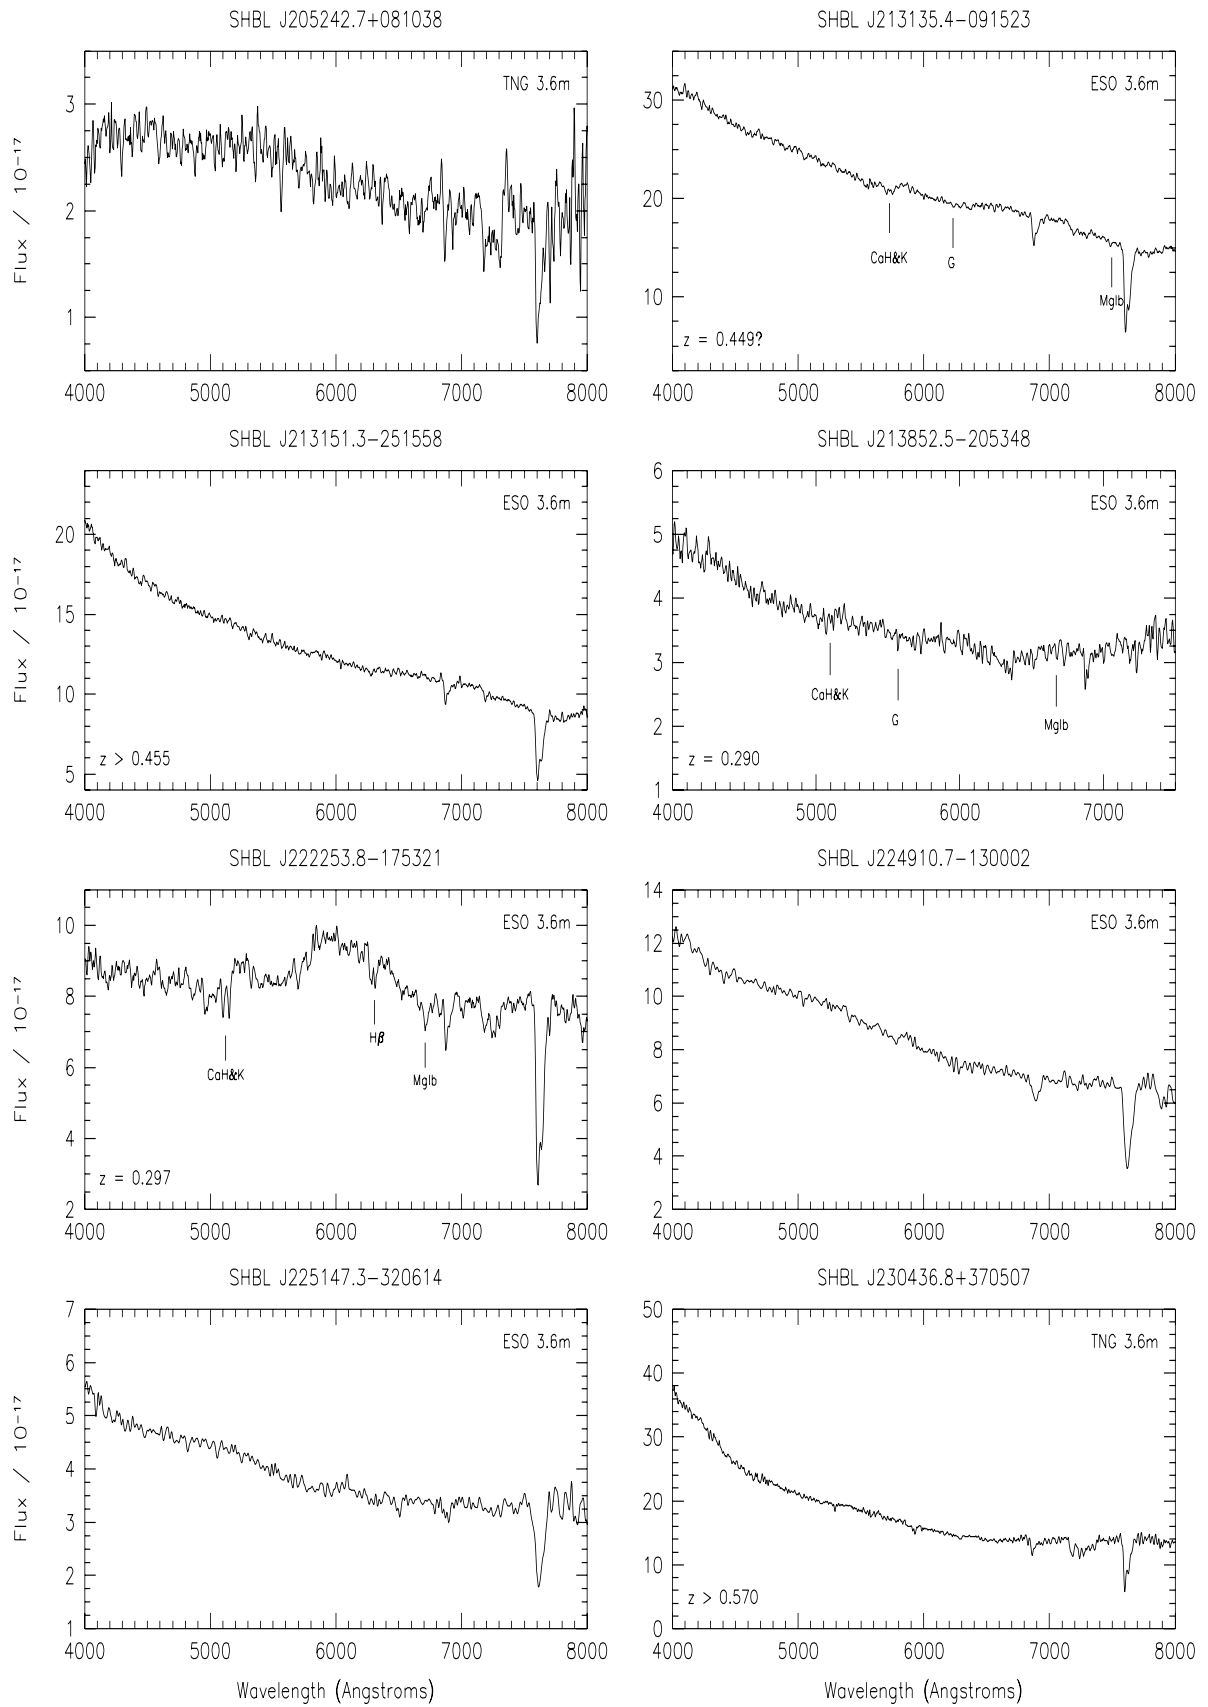 SHBL J205242.7+081038
TNG 3.6m
Flux / 10⁻¹⁷
3
2
1
4000 5000 6000 7000 8000
SHBL J213135.4−091523
ESO 3.6m
30
20
10
CaH&K
G
MgIb
z = 0.449?
4000 5000 6000 7000 8000
SHBL J213151.3−251558
ESO 3.6m
Flux / 10⁻¹⁷
20
15
10
5
z > 0.455
4000 5000 6000 7000 8000
SHBL J213852.5−205348
ESO 3.6m
6
5
4
3
2
1
CaH&K
G
MgIb
z = 0.290
4000 5000 6000 7000
SHBL J222253.8−175321
ESO 3.6m
Flux / 10⁻¹⁷
10
8
6
4
2
CaH&K
Hβ
MgIb
z = 0.297
4000 5000 6000 7000 8000
SHBL J224910.7−130002
ESO 3.6m
14
12
10
8
6
4
2
4000 5000 6000 7000 8000
SHBL J225147.3−320614
ESO 3.6m
Flux / 10⁻¹⁷
7
6
5
4
3
2
1
4000 5000 6000 7000 8000
Wavelength (Angstroms)
SHBL J230436.8+370507
TNG 3.6m
50
40
30
20
10
0
z > 0.570
4000 5000 6000 7000 8000
Wavelength (Angstroms)